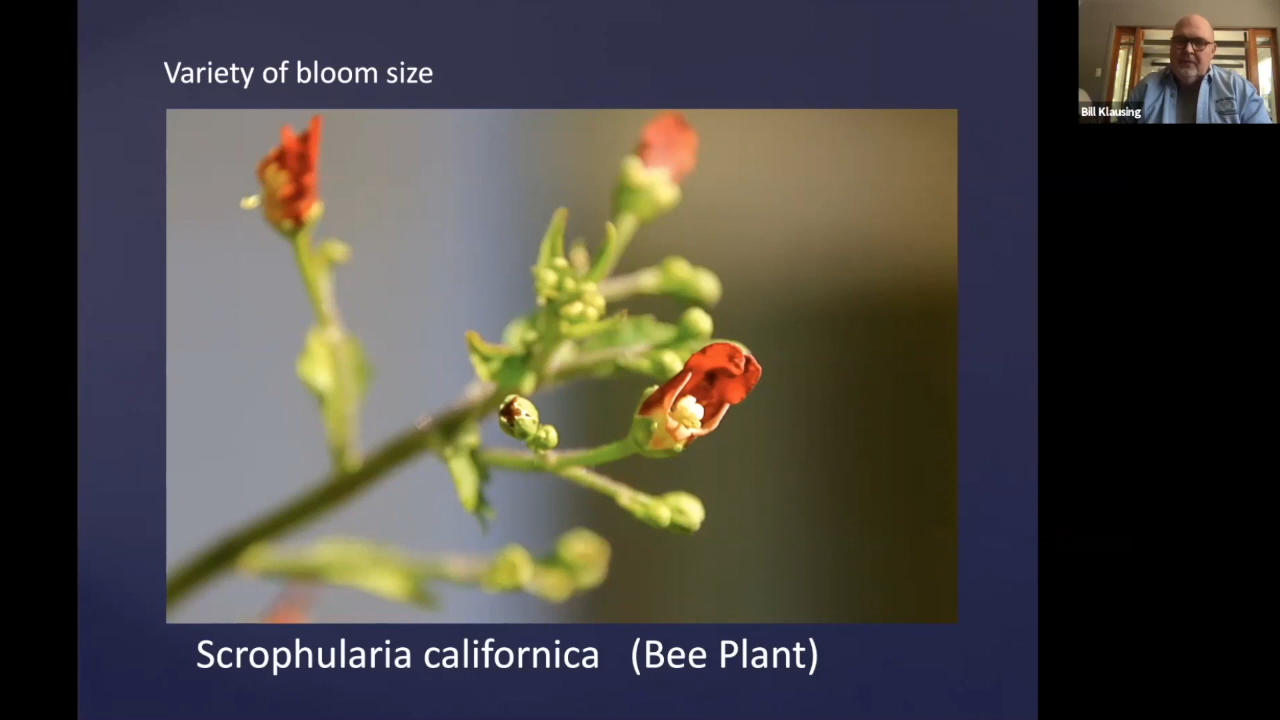 Variety of bloom size
Bill Klausing
Scrophularia californica (Bee Plant)